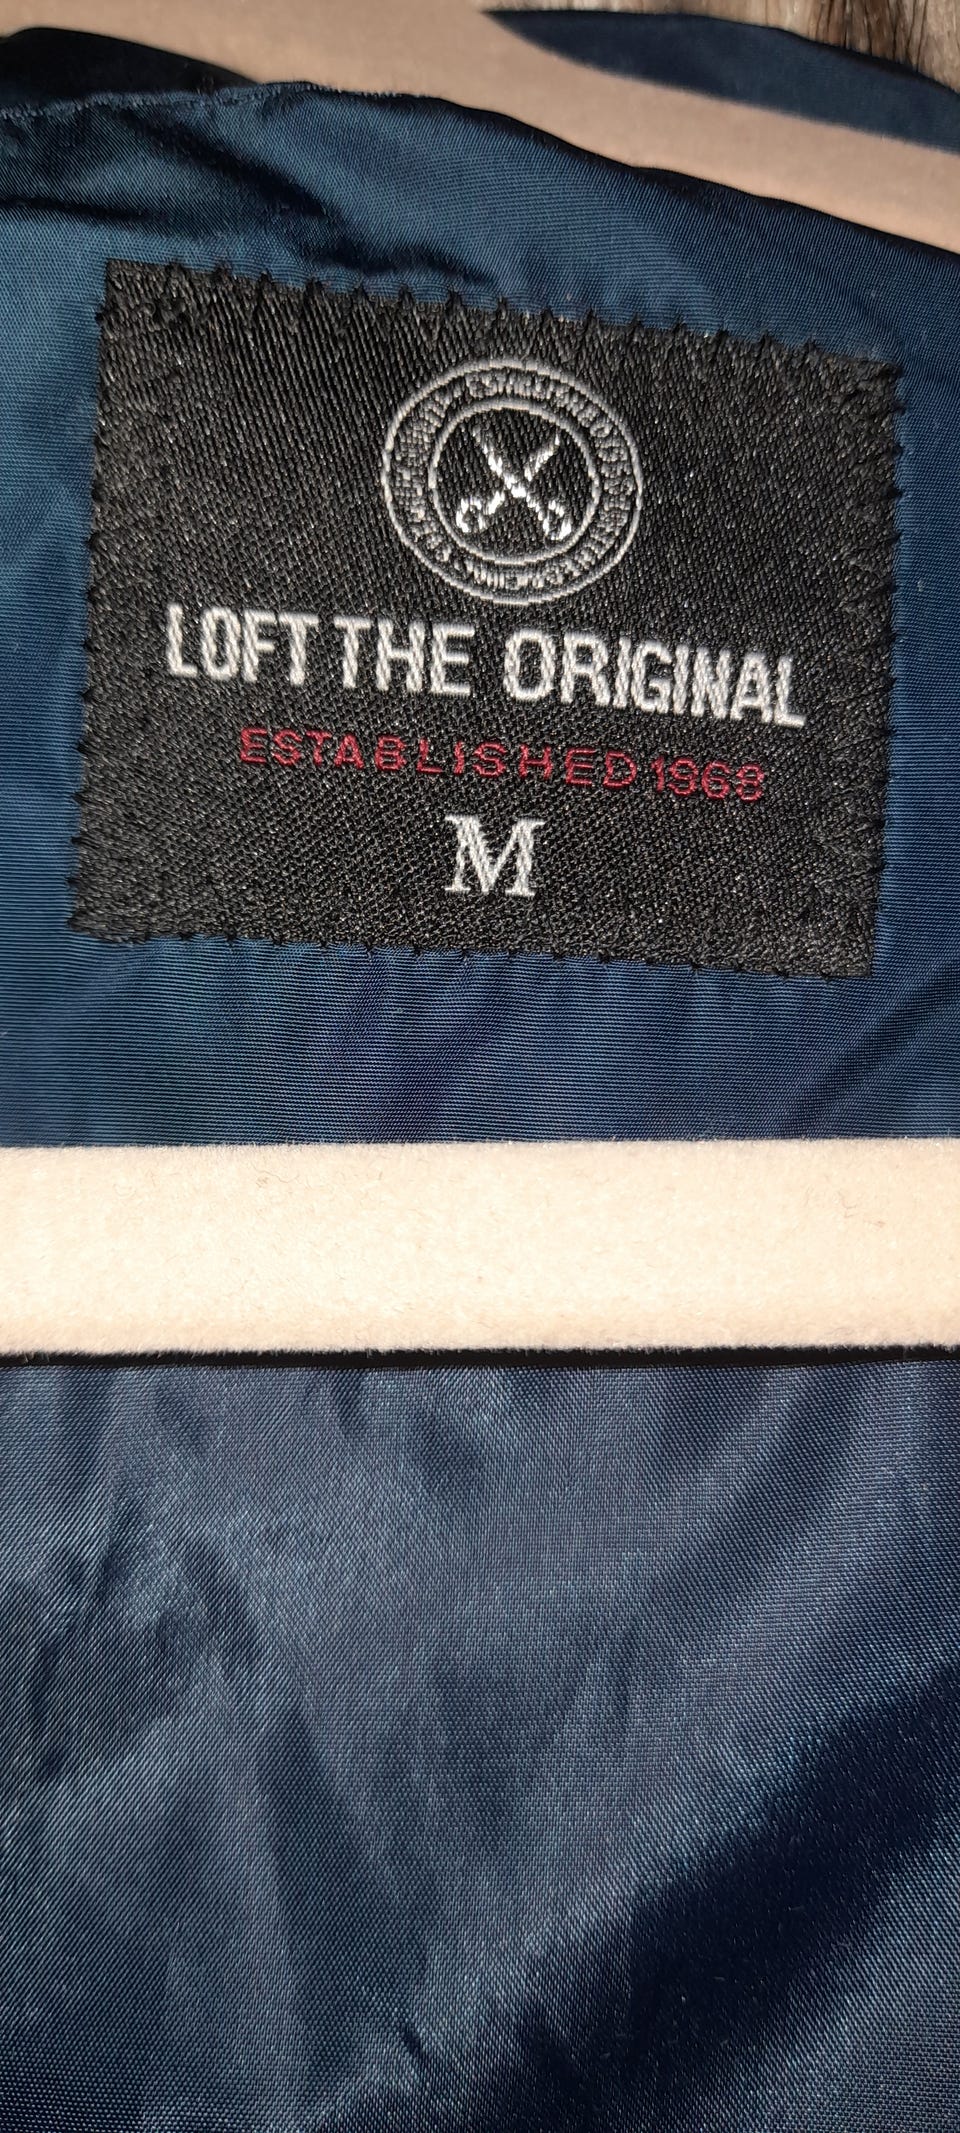 LOFT THE ORIGINAL
ESTABLISHED 1968
M